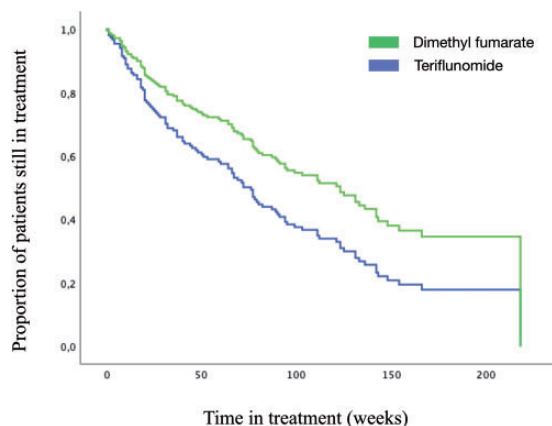 Dimethyl fumarate
Teriflunomide
Proportion of patients still in treatment
1,0
0,8
0,6
0,4
0,2
0,0
0 50 100 150 200
Time in treatment (weeks)